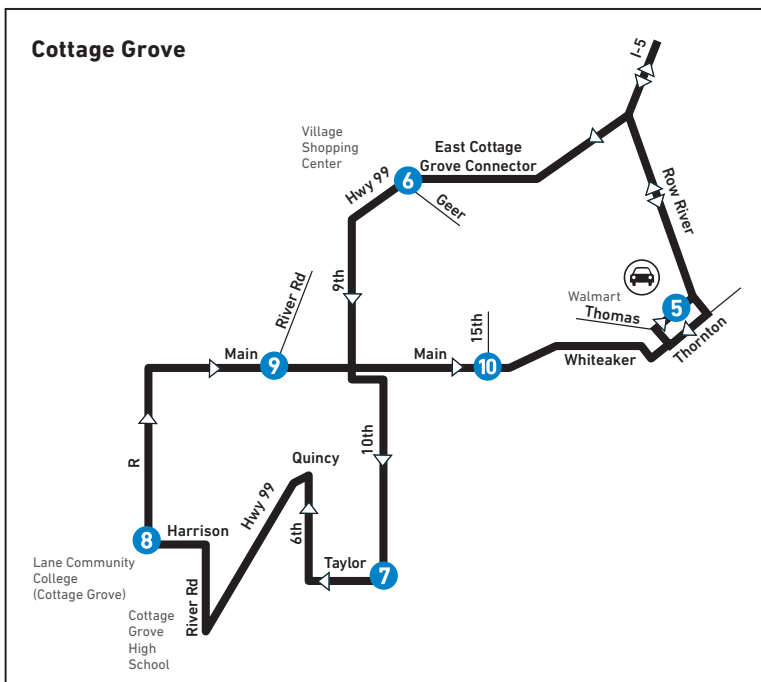 Cottage Grove
I-5
Village
Shopping
Center
East Cottage
Grove Connector
Hwy 99
6
Geer
Row River
9th
River Rd
Walmart
Thomas
5
Thornton
15th
Main
9
Main
10
Whiteaker
10th
R
Quincy
Hwy 99
6th
Harrison
8
Taylor
7
Lane Community
College
(Cottage Grove)
River Rd
Cottage
Grove
High
School